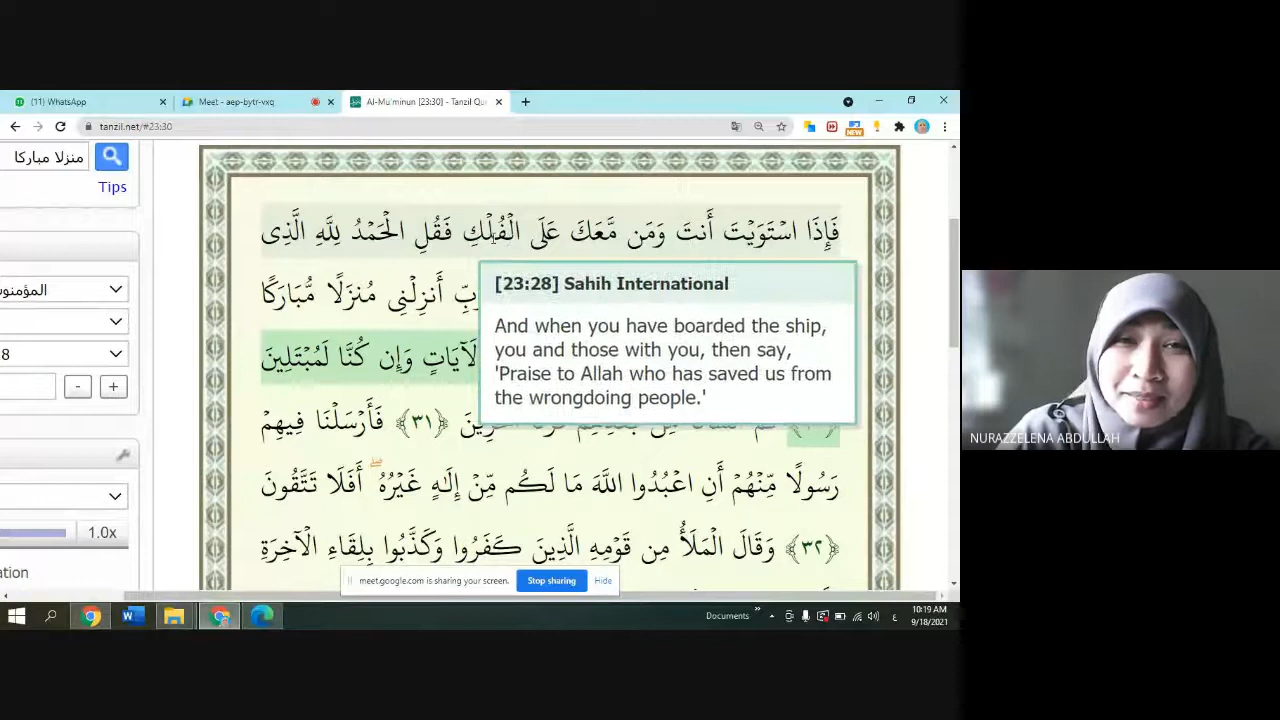 (11) WhatsApp
Meet - aep-bytr-vxq
Al-Mu'minun [23:30] - Tanzil Qu
tanzil.net/#23:30
NEW
منزلا مباركا
Tips
8
- +
1.0x
ation
فَإِذَا اسْتَوَيْتَ أَنتَ وَمَن مَّعَكَ عَلَى الْفُلْكِ فَقُلِ الْحَمْدُ لِلَّهِ الَّذِى
أَنزِلْنِى مُنزَلًا مُّبَارَكًا
لَآيَاتٍ وَإِن كُنَّا لَمُبْتَلِينَ
[23:28] Sahih International
And when you have boarded the ship,
you and those with you, then say,
'Praise to Allah who has saved us from
the wrongdoing people.'
﴿٣١﴾ فَأَرْسَلْنَا فِيهِمْ
رَسُولًا مِّنْهُمْ أَنِ اعْبُدُوا اللَّهَ مَا لَكُم مِّنْ إِلَٰهٍ غَيْرُهُ ۖ أَفَلَا تَتَّقُونَ
﴿٣٢﴾ وَقَالَ الْمَلَأُ مِن قَوْمِهِ الَّذِينَ كَفَرُوا وَكَذَّبُوا بِلِقَاءِ الْآخِرَةِ
meet.google.com is sharing your screen. Stop sharing Hide
Documents
10:19 AM
9/18/2021
NURAZZELENA ABDULLAH